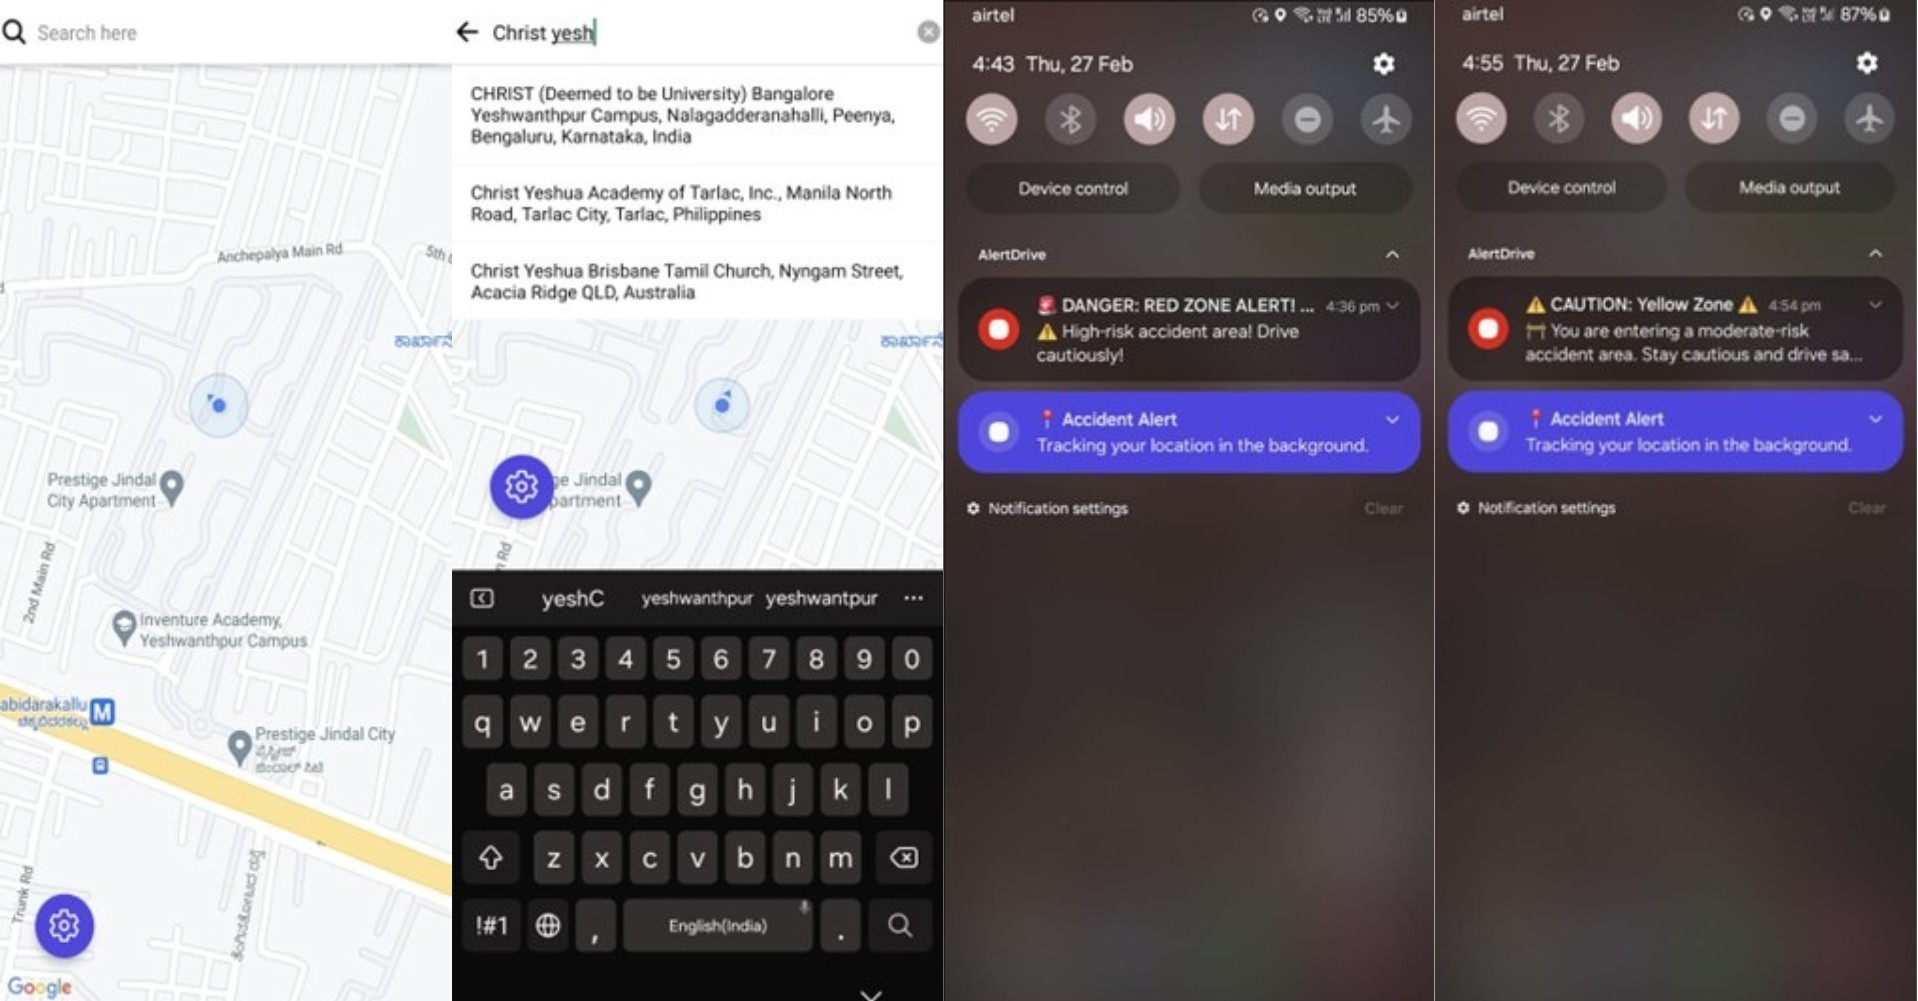 Search here
Anchepalya Main Rd
5th
Prestige Jindal
City Apartment
2nd Main Rd
Inventure Academy,
Yeshwanthpur Campus
abidarakallu
M
Prestige Jindal City
Trunk Rd
Google
Christ yesh
CHRIST (Deemed to be University) Bangalore
Yeshwanthpur Campus, Nalagadderanahalli, Peenya,
Bengaluru, Karnataka, India
Christ Yeshua Academy of Tarlac, Inc., Manila North
Road, Tarlac City, Tarlac, Philippines
Christ Yeshua Brisbane Tamil Church, Nyngam Street,
Acacia Ridge QLD, Australia
ge Jindal
partment
n Rd
yeshC yeshwanthpur yeshwantpur ...
1 2 3 4 5 6 7 8 9 0
q w e r t y u i o p
a s d f g h j k l
z x c v b n m
!#1 , English(India) .
airtel 85%
4:43 Thu, 27 Feb
Device control Media output
AlertDrive
🚨 DANGER: RED ZONE ALERT! ... 4:36 pm
⚠️ High-risk accident area! Drive
cautiously!
📍 Accident Alert
Tracking your location in the background.
Notification settings Clear
airtel 87%
4:55 Thu, 27 Feb
Device control Media output
AlertDrive
⚠️ CAUTION: Yellow Zone ⚠️ 4:54 pm
🚧 You are entering a moderate-risk
accident area. Stay cautious and drive sa...
📍 Accident Alert
Tracking your location in the background.
Notification settings Clear